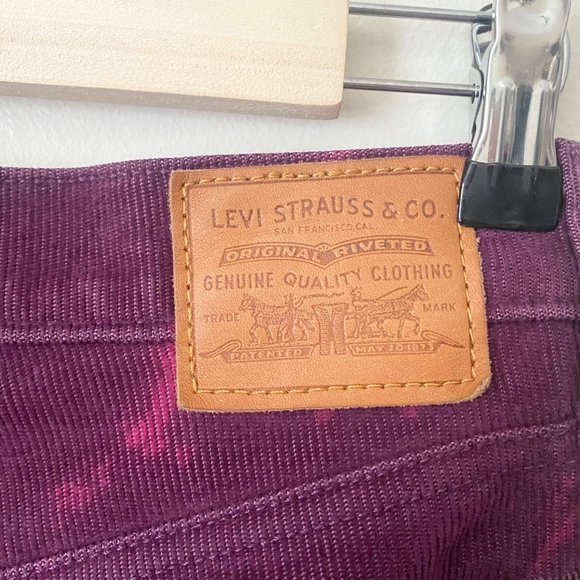 LEVI STRAUSS & CO.
SAN FRANCISCO, CAL.
ORIGINAL RIVETED
GENUINE QUALITY CLOTHING
TRADE MARK
PATENTED MAY 20 1873